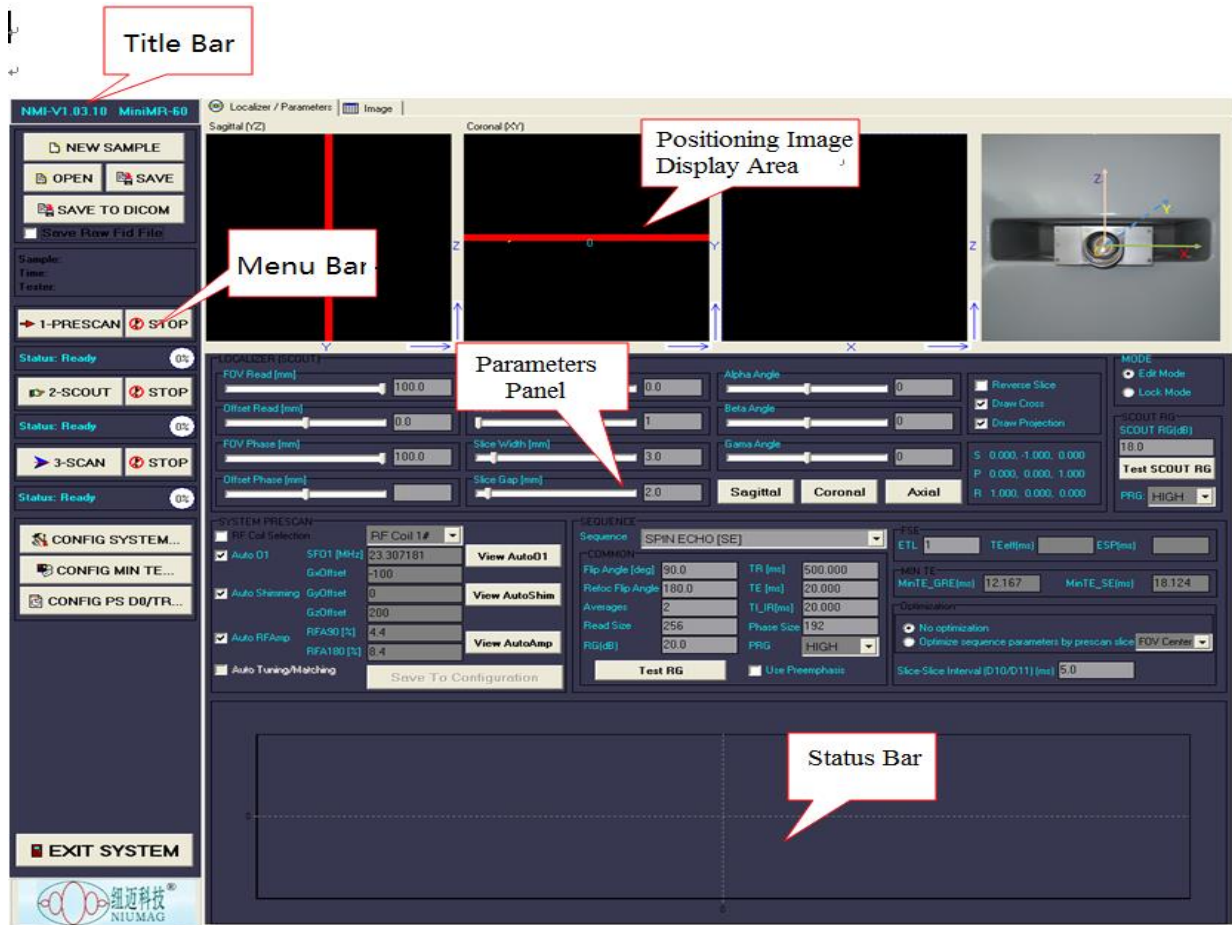 Title Bar
NMI-V1.03.10 MiniMR-60
Localizer / Parameters
Image
Sagittal (YZ)
Coronal (XY)
Positioning Image
Display Area
NEW SAMPLE
OPEN
SAVE
SAVE TO DICOM
Save Raw Fid File
Sample:
Time:
Tester:
Menu Bar
1-PRESCAN
STOP
Status: Ready
0%
2-SCOUT
STOP
Status: Ready
0%
3-SCAN
STOP
Status: Ready
0%
CONFIG SYSTEM...
CONFIG MIN TE...
CONFIG PS D0/TR...
EXIT SYSTEM
纽迈科技®
NIUMAG
Z
Y
0
Y
Z
X
Z
Y
X
Parameters
Panel
LOCALIZER (SCOUT)
FOV Read [mm]
100.0
Offset Read [mm]
0.0
FOV Phase [mm]
100.0
Offset Phase [mm]
0.0
1
Slice Width [mm]
3.0
Slice Gap [mm]
2.0
Alpha Angle
0
Beta Angle
0
Gama Angle
0
Sagittal
Coronal
Axial
Reverse Slice
Draw Cross
Draw Projection
S 0.000, -1.000, 0.000
P 0.000, 0.000, 1.000
R 1.000, 0.000, 0.000
MODE
Edit Mode
Lock Mode
SCOUT RG
SCOUT RG(dB)
18.0
Test SCOUT RG
PRG: HIGH
SYSTEM PRESCAN
RF Coil Selection
RF Coil 1#
Auto O1
SFO1 [MHz]
23.307181
View AutoO1
GxOffset
-100
Auto Shimming
GyOffset
0
View AutoShim
GzOffset
200
Auto RFAmp
RFA90 [%]
4.4
View AutoAmp
RFA180 [%]
8.4
Auto Tuning/Matching
Save To Configuration
SEQUENCE
Sequence
SPIN ECHO [SE]
COMMON
Flip Angle [deg]
90.0
TR [ms]
500.000
Refoc Flip Angle
180.0
TE [ms]
20.000
Averages
2
TI_IR[ms]
20.000
Read Size
256
Phase Size
192
RG(dB)
20.0
PRG
HIGH
Test RG
Use Preemphasis
FSE
ETL
1
TEeff(ms)
ESP(ms)
MIN TE
MinTE_GRE(ms)
12.167
MinTE_SE(ms)
18.124
Optimization
No optimization
Optimize sequence parameters by prescan slice
FOV Center
Slice-Slice Interval (D10/D11) (ms)
5.0
Status Bar
0
0